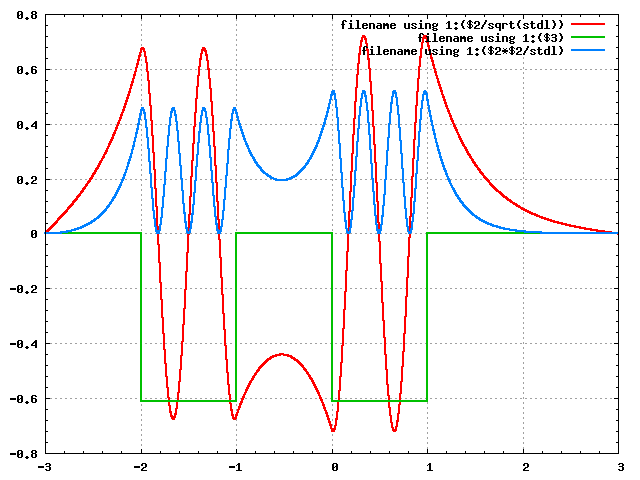 filename using 1:($2/sqrt(stdl))
filename using 1:($3)
filename using 1:($2*$2/stdl)
0.8
0.6
0.4
0.2
0
-0.2
-0.4
-0.6
-0.8
-3 -2 -1 0 1 2 3